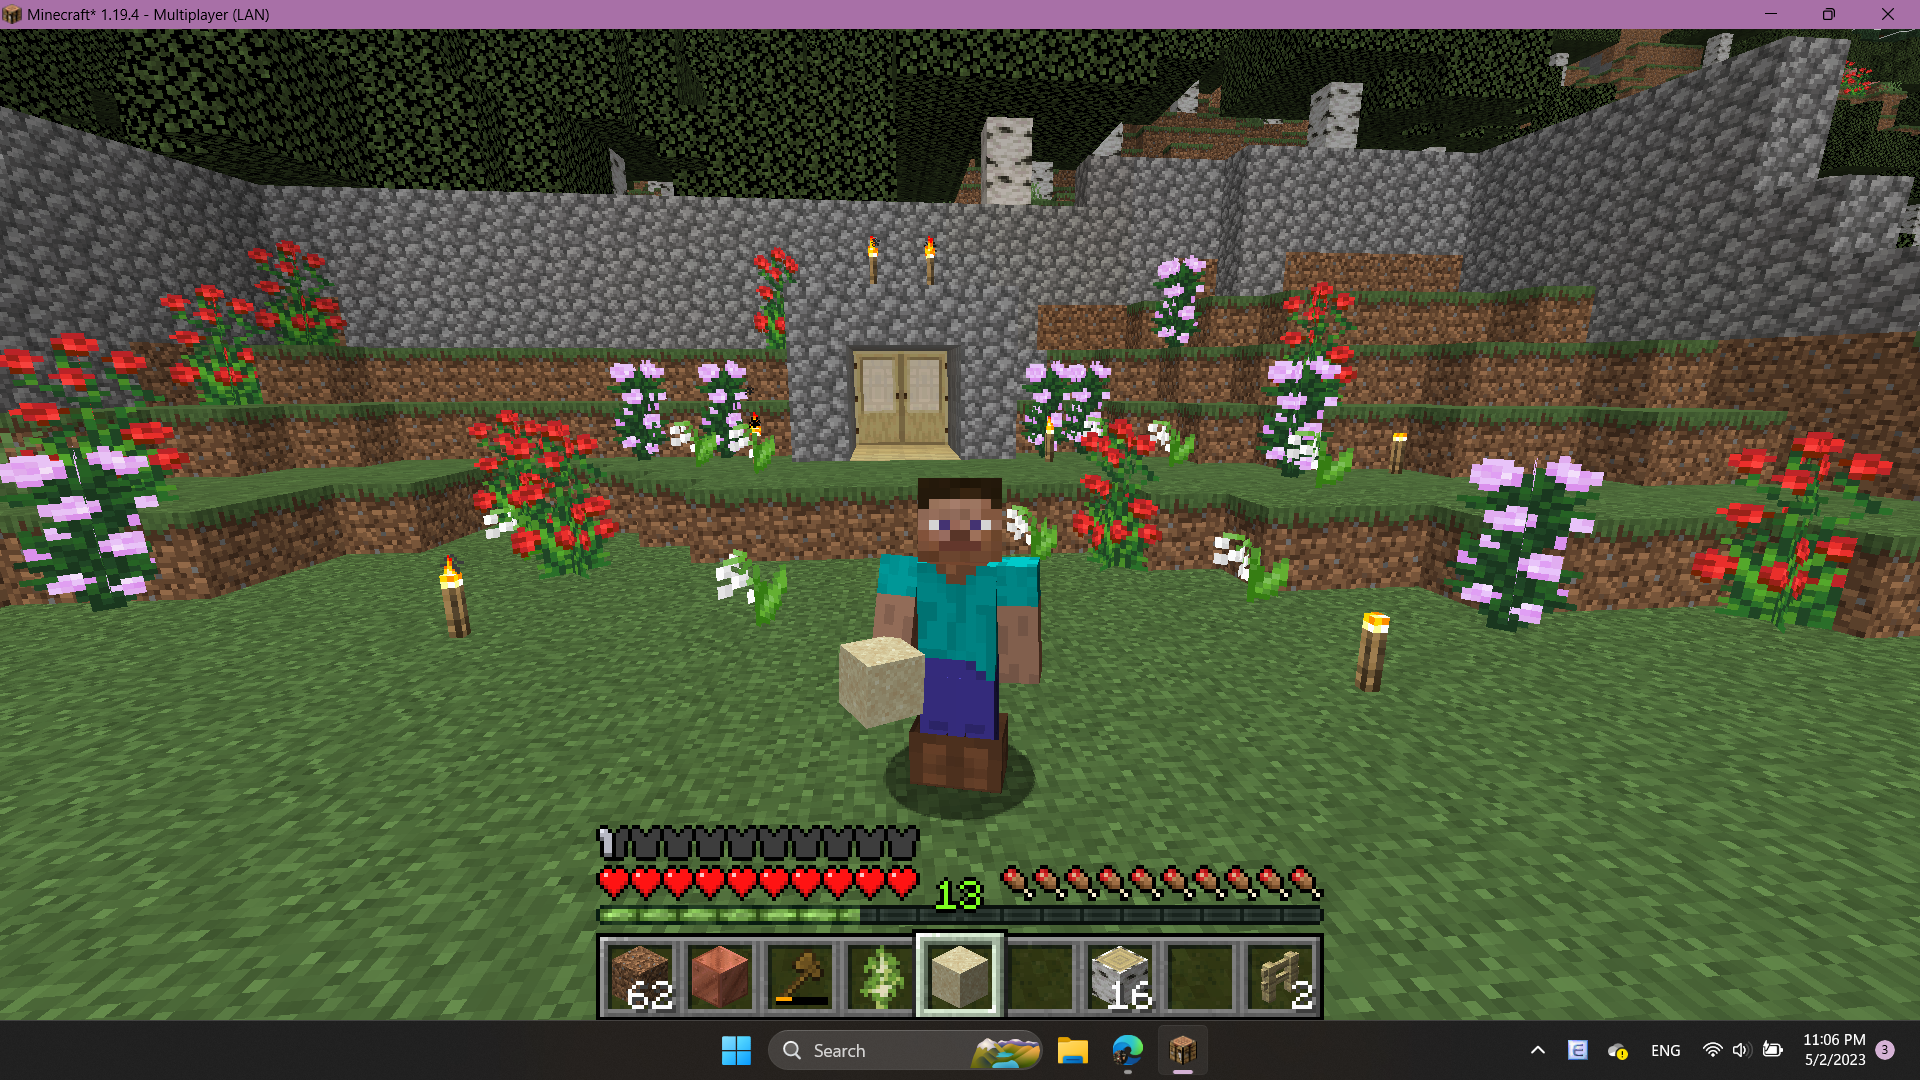 Minecraft* 1.19.4 - Multiplayer (LAN)
13
62
16
2
Search
ENG
11:06 PM
5/2/2023
3